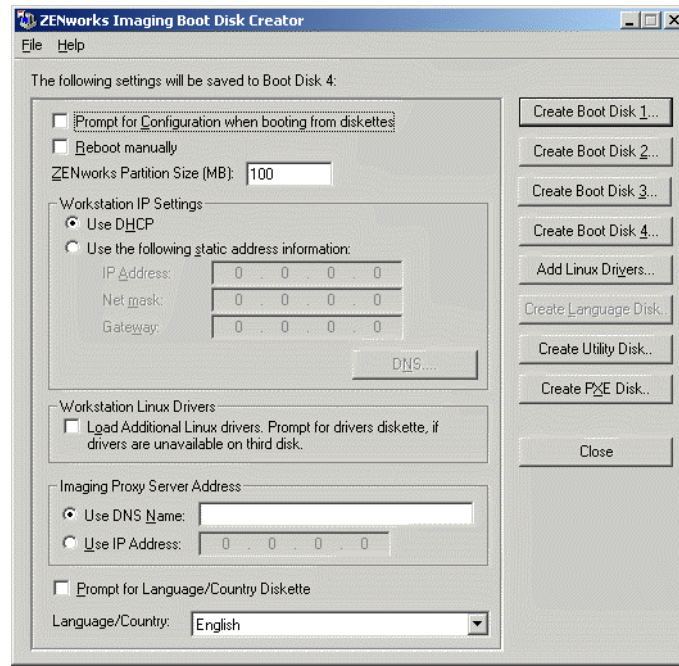 ZENworks Imaging Boot Disk Creator
File Help
The following settings will be saved to Boot Disk 4:
Prompt for Configuration when booting from diskettes
Reboot manually
ZENworks Partition Size (MB): 100
Workstation IP Settings
Use DHCP
Use the following static address information:
IP Address: 0 . 0 . 0 . 0
Net mask: 0 . 0 . 0 . 0
Gateway: 0 . 0 . 0 . 0
DNS....
Workstation Linux Drivers
Load Additional Linux drivers. Prompt for drivers diskette, if
drivers are unavailable on third disk.
Imaging Proxy Server Address
Use DNS Name:
Use IP Address: 0 . 0 . 0 . 0
Prompt for Language/Country Diskette
Language/Country: English
Create Boot Disk 1...
Create Boot Disk 2...
Create Boot Disk 3...
Create Boot Disk 4...
Add Linux Drivers...
Create Language Disk..
Create Utility Disk..
Create PXE Disk..
Close